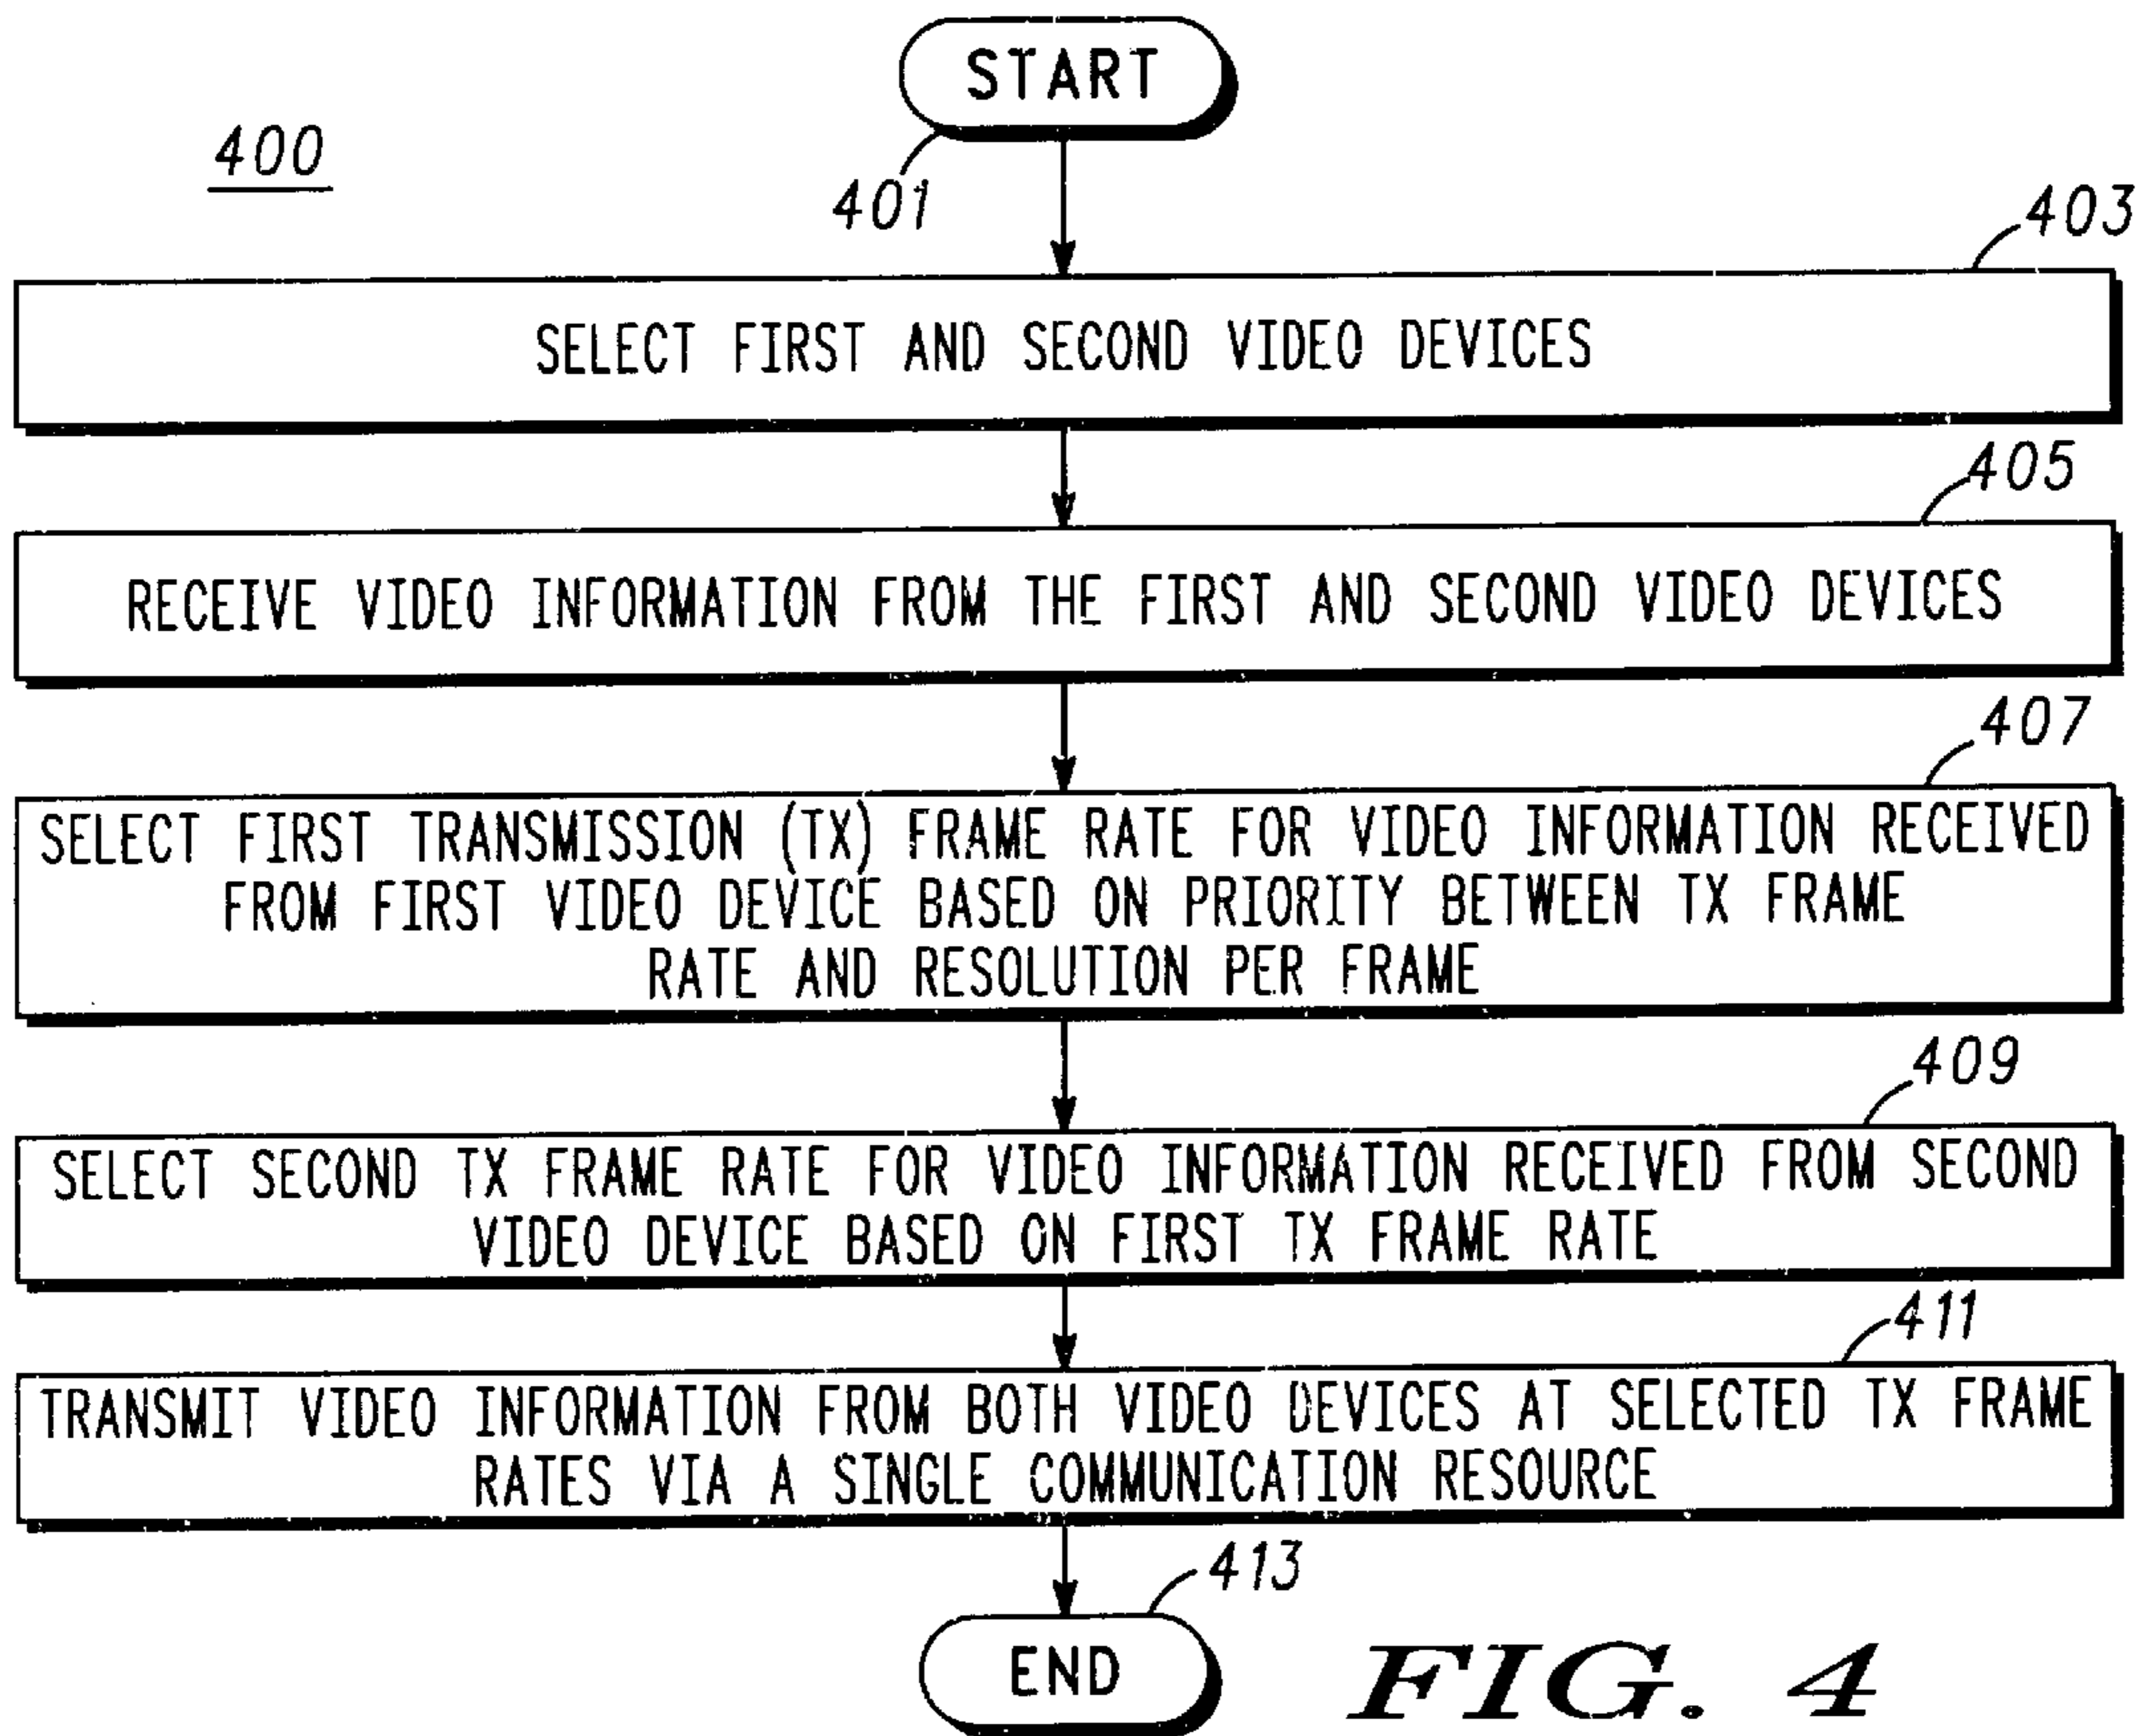 START
400
401
403
SELECT FIRST AND SECOND VIDEO DEVICES
405
RECEIVE VIDEO INFORMATION FROM THE FIRST AND SECOND VIDEO DEVICES
407
SELECT FIRST TRANSMISSION (TX) FRAME RATE FOR VIDEO INFORMATION RECEIVED
FROM FIRST VIDEO DEVICE BASED ON PRIORITY BETWEEN TX FRAME
RATE AND RESOLUTION PER FRAME
409
SELECT SECOND TX FRAME RATE FOR VIDEO INFORMATION RECEIVED FROM SECOND
VIDEO DEVICE BASED ON FIRST TX FRAME RATE
411
TRANSMIT VIDEO INFORMATION FROM BOTH VIDEO DEVICES AT SELECTED TX FRAME
RATES VIA A SINGLE COMMUNICATION RESOURCE
413
END
FIG. 4